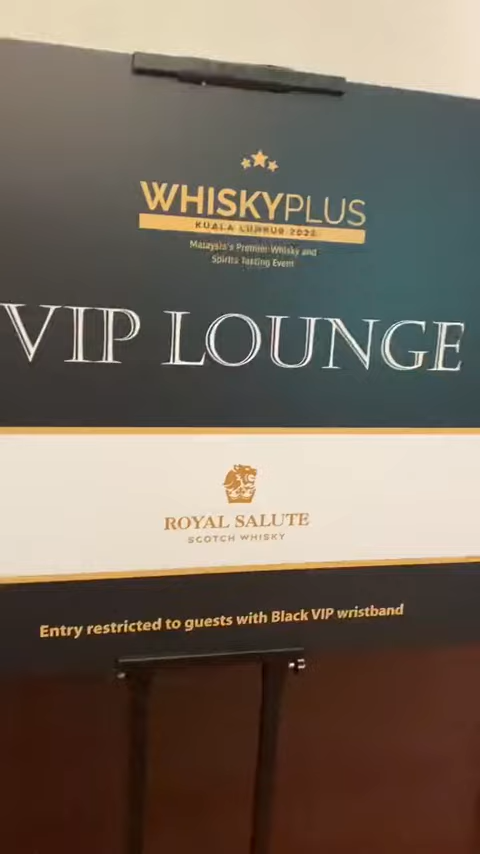 WHISKYPLUS
KUALA LUMPUR
Malaysia's Premier Whisky and
Spirits Tasting Event
VIP LOUNGE
ROYAL SALUTE
SCOTCH WHISKY
Entry restricted to guests with Black VIP wristband